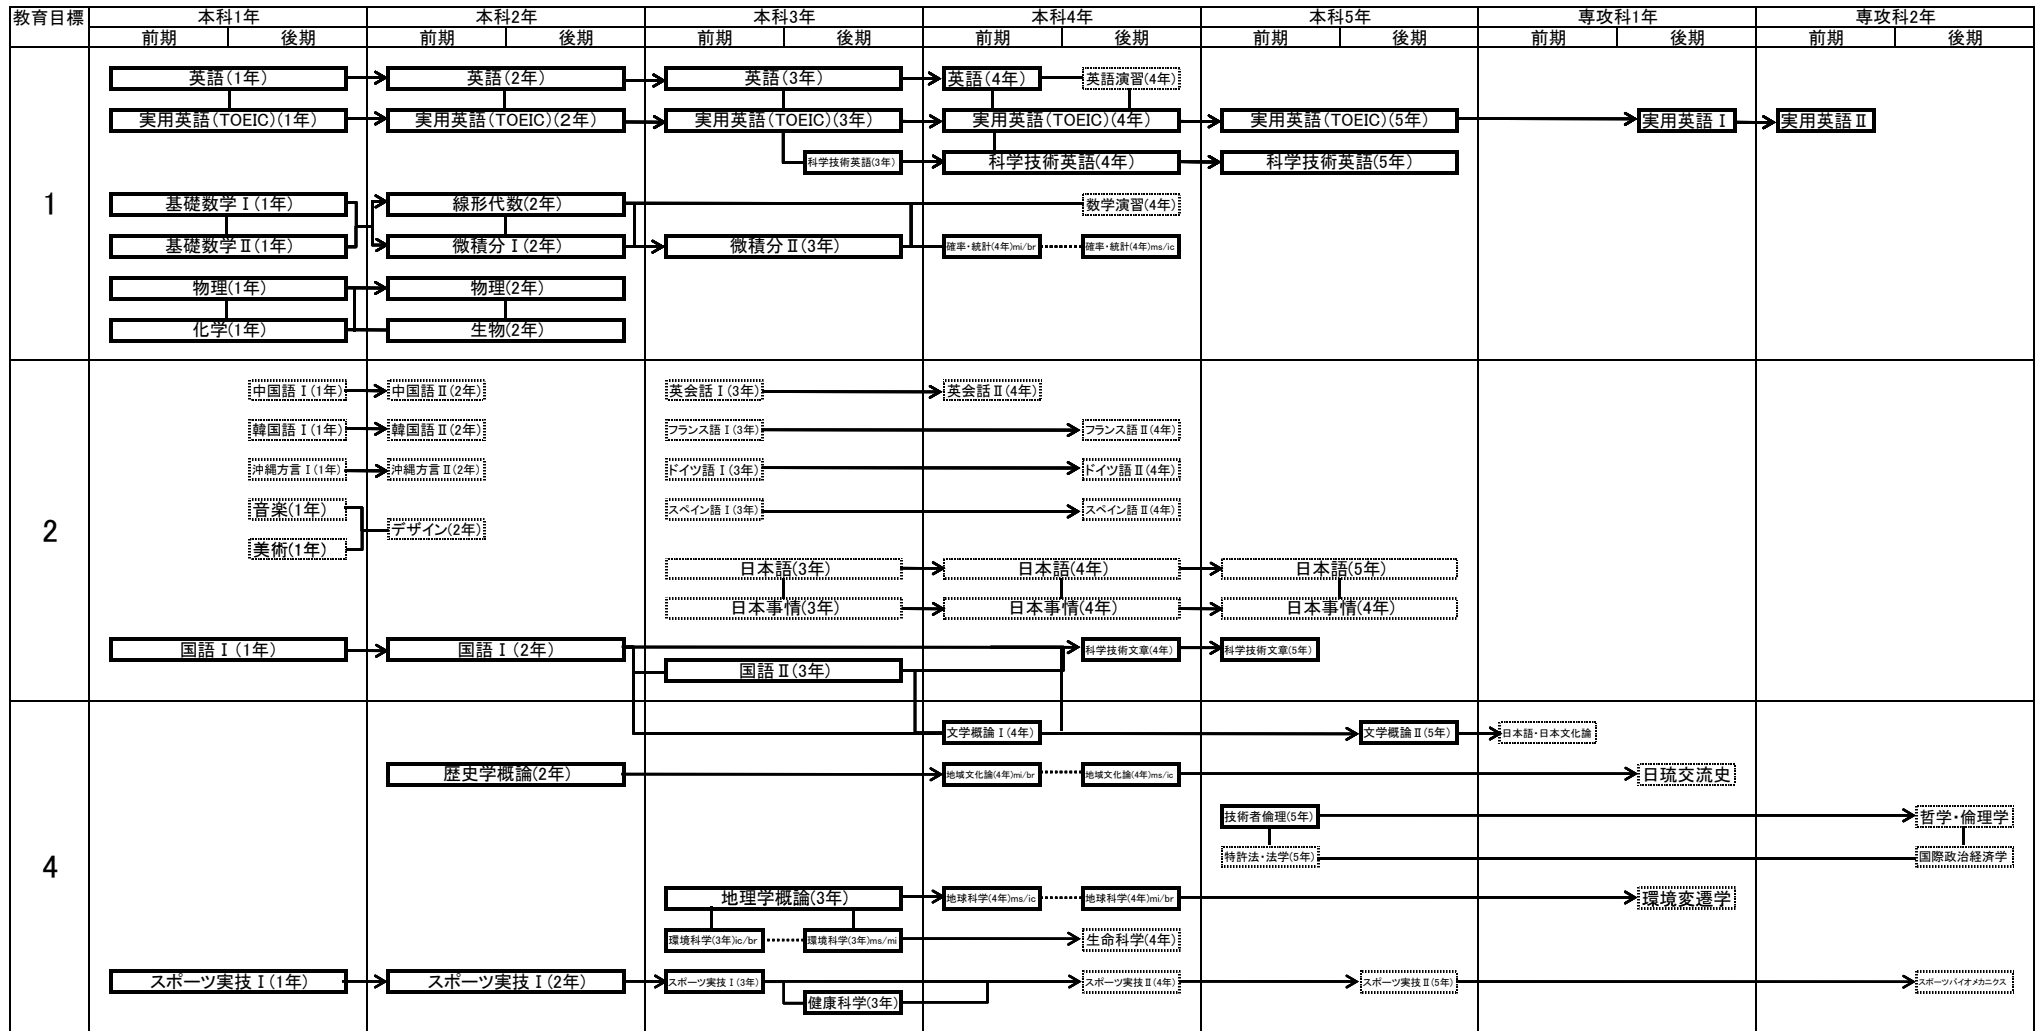 教育目標 本科1年 本科2年 本科3年 本科4年 本科5年 専攻科1年 専攻科2年
前期 後期 前期 後期 前期 後期 前期 後期 前期 後期 前期 後期 前期 後期
1
英語(1年) 英語(2年) 英語(3年) 英語(4年) 英語演習(4年)
実用英語(TOEIC)(1年) 実用英語(TOEIC)(2年) 実用英語(TOEIC)(3年) 実用英語(TOEIC)(4年) 実用英語(TOEIC)(5年) 実用英語Ⅰ 実用英語Ⅱ
科学技術英語(3年) 科学技術英語(4年) 科学技術英語(5年)
基礎数学Ⅰ(1年) 線形代数(2年) 数学演習(4年)
基礎数学Ⅱ(1年) 微積分Ⅰ(2年) 微積分Ⅱ(3年) 確率・統計(4年)mi/br 確率・統計(4年)ms/ic
物理(1年) 物理(2年)
化学(1年) 生物(2年)
2
中国語Ⅰ(1年) 中国語Ⅱ(2年) 英会話Ⅰ(3年) 英会話Ⅱ(4年)
韓国語Ⅰ(1年) 韓国語Ⅱ(2年) フランス語Ⅰ(3年) フランス語Ⅱ(4年)
沖縄方言Ⅰ(1年) 沖縄方言Ⅱ(2年) ドイツ語Ⅰ(3年) ドイツ語Ⅱ(4年)
音楽(1年) スペイン語Ⅰ(3年) スペイン語Ⅱ(4年)
デザイン(2年)
美術(1年)
日本語(3年) 日本語(4年) 日本語(5年)
日本事情(3年) 日本事情(4年) 日本事情(4年)
国語Ⅰ(1年) 国語Ⅰ(2年) 科学技術文章(4年) 科学技術文章(5年)
国語Ⅱ(3年)
4
文学概論Ⅰ(4年) 文学概論Ⅱ(5年) 日本語・日本文化論
歴史学概論(2年) 地域文化論(4年)mi/br 地域文化論(4年)ms/ic 日琉交流史
技術者倫理(5年) 哲学・倫理学
特許法・法学(5年) 国際政治経済学
地理学概論(3年) 地球科学(4年)ms/ic 地球科学(4年)mi/br 環境変遷学
環境科学(3年)ic/br 環境科学(3年)ms/mi 生命科学(4年)
スポーツ実技Ⅰ(1年) スポーツ実技Ⅰ(2年) スポーツ実技Ⅰ(3年) スポーツ実技Ⅱ(4年) スポーツ実技Ⅱ(5年) スポーツバイオメカニクス
健康科学(3年)